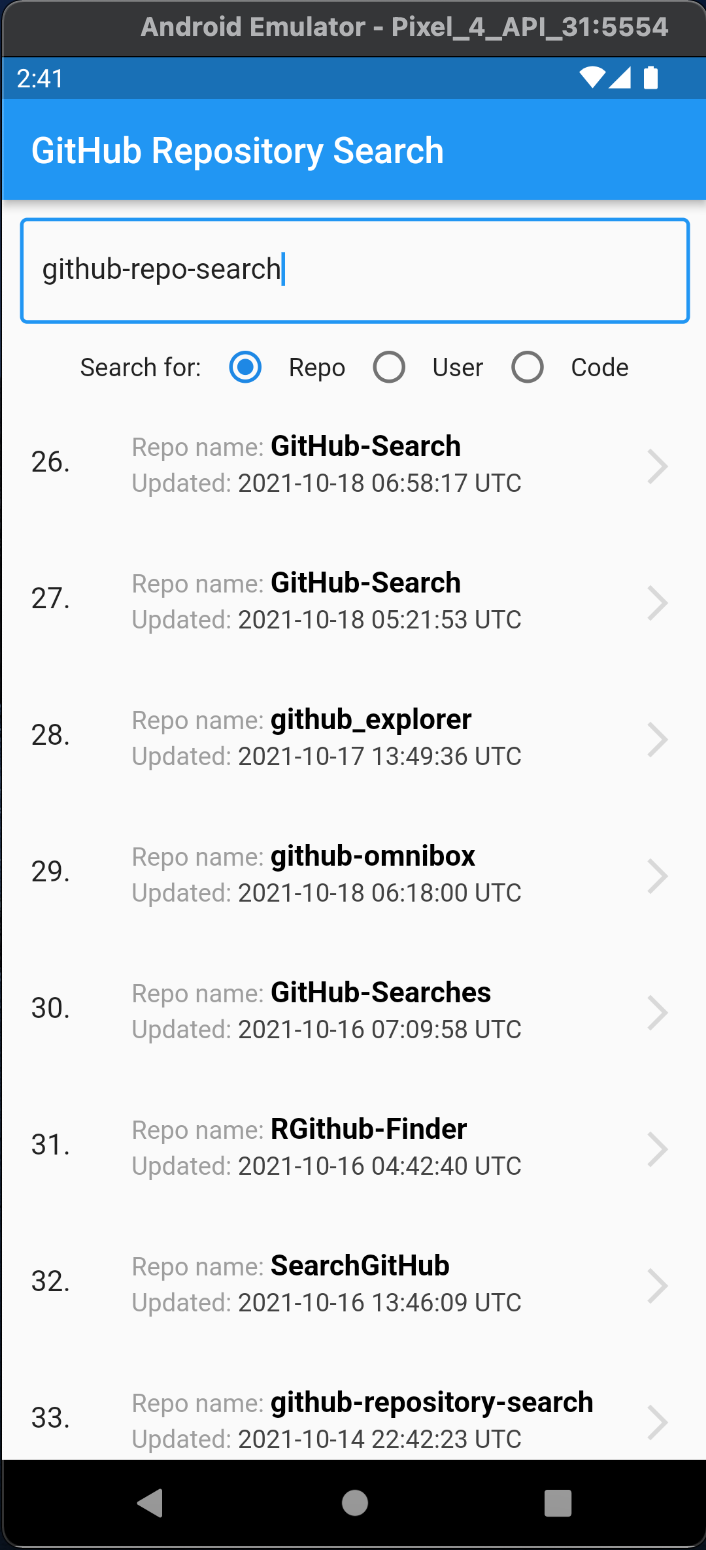 Android Emulator - Pixel_4_API_31:5554
2:41
GitHub Repository Search
github-repo-search
Search for: Repo User Code
26. Repo name: GitHub-Search
Updated: 2021-10-18 06:58:17 UTC
27. Repo name: GitHub-Search
Updated: 2021-10-18 05:21:53 UTC
28. Repo name: github_explorer
Updated: 2021-10-17 13:49:36 UTC
29. Repo name: github-omnibox
Updated: 2021-10-18 06:18:00 UTC
30. Repo name: GitHub-Searches
Updated: 2021-10-16 07:09:58 UTC
31. Repo name: RGithub-Finder
Updated: 2021-10-16 04:42:40 UTC
32. Repo name: SearchGitHub
Updated: 2021-10-16 13:46:09 UTC
33. Repo name: github-repository-search
Updated: 2021-10-14 22:42:23 UTC